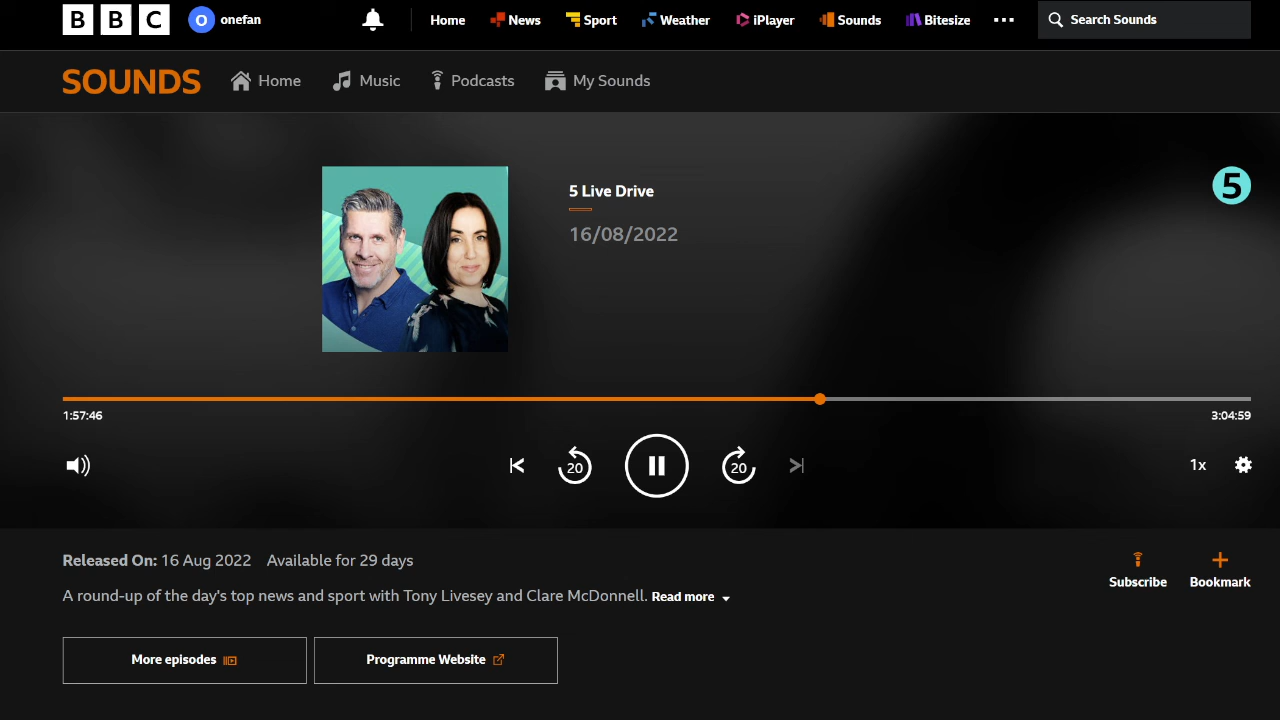 BBC
O onefan
Home News Sport Weather iPlayer Sounds Bitesize ... Search Sounds
SOUNDS Home Music Podcasts My Sounds
5 Live Drive
5
16/08/2022
1:57:46 3:04:59
20 20 1x
Released On: 16 Aug 2022 Available for 29 days
Subscribe Bookmark
A round-up of the day's top news and sport with Tony Livesey and Clare McDonnell. Read more
More episodes Programme Website